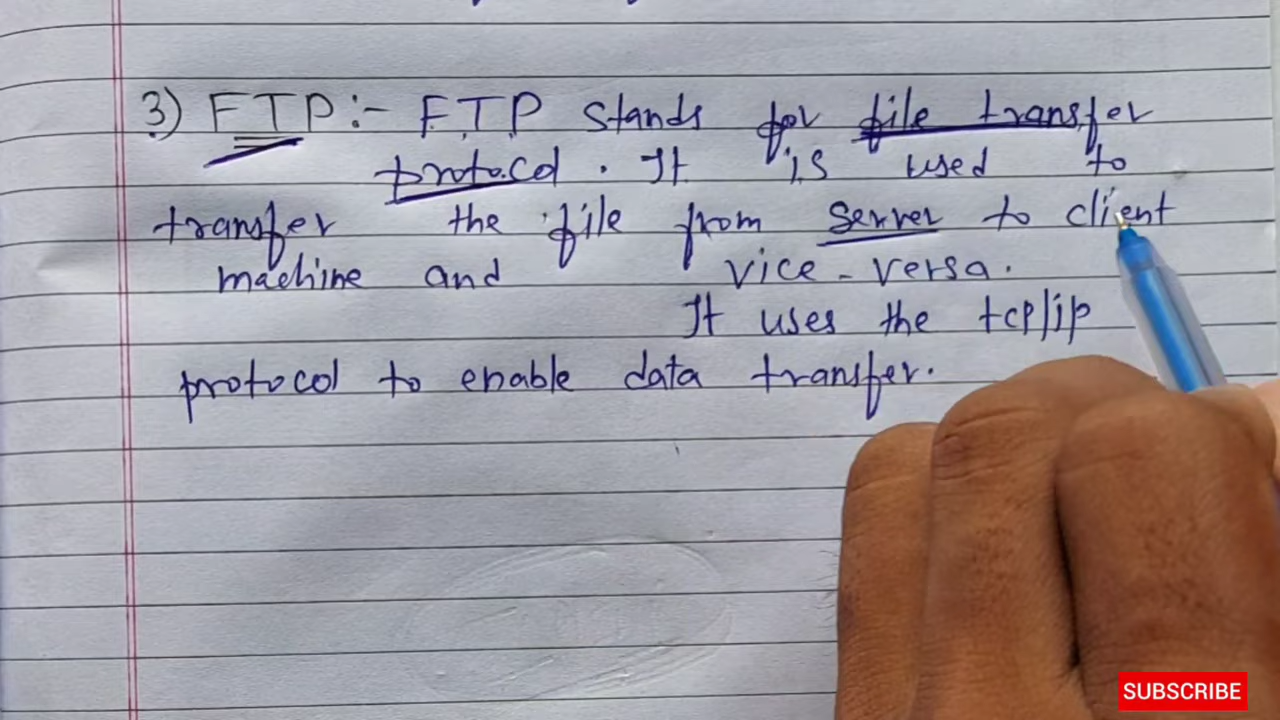 3) FTP :- FTP stands for file transfer
protocol. It is used to
transfer the file from server to client
machine and vice-versa.
It uses the tcp/ip
protocol to enable data transfer.
SUBSCRIBE